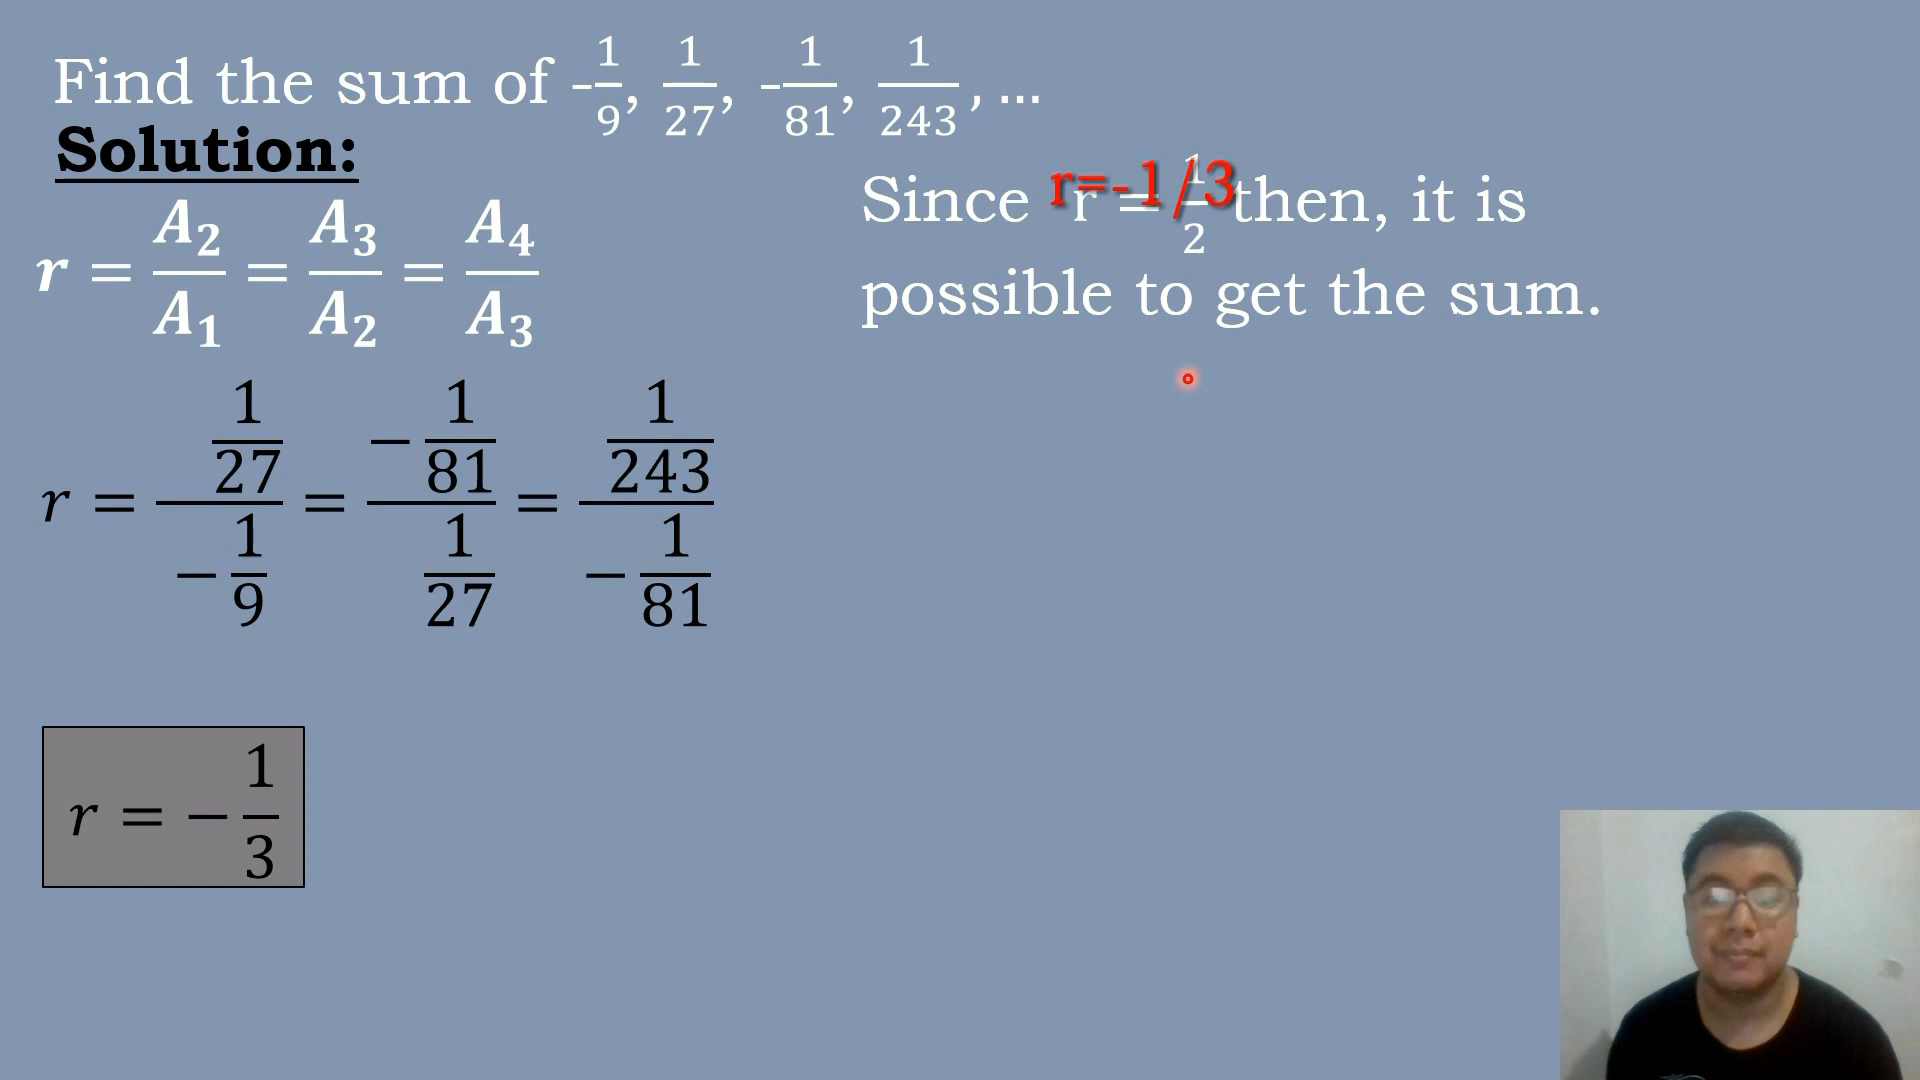 Find the sum of -1/9, 1/27, -1/81, 1/243, ...
Solution:
r = A₂/A₁ = A₃/A₂ = A₄/A₃
r = (1/27)/(−1/9) = (−1/81)/(1/27) = (1/243)/(−1/81)
r = −1/3
Since r = 1/2 then, it is
r=-1/3
possible to get the sum.